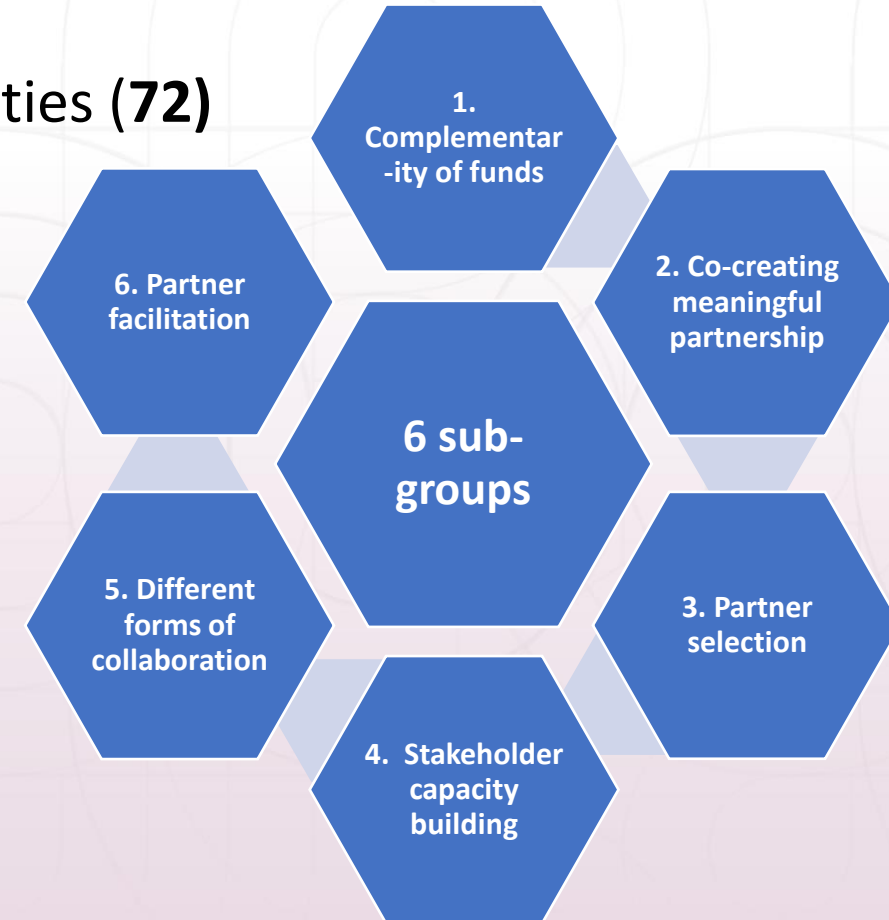 ties (72)
1.
Complementar
-ity of funds
2. Co-creating
meaningful
partnership
3. Partner
selection
4. Stakeholder
capacity
building
5. Different
forms of
collaboration
6. Partner
facilitation
6 sub-
groups